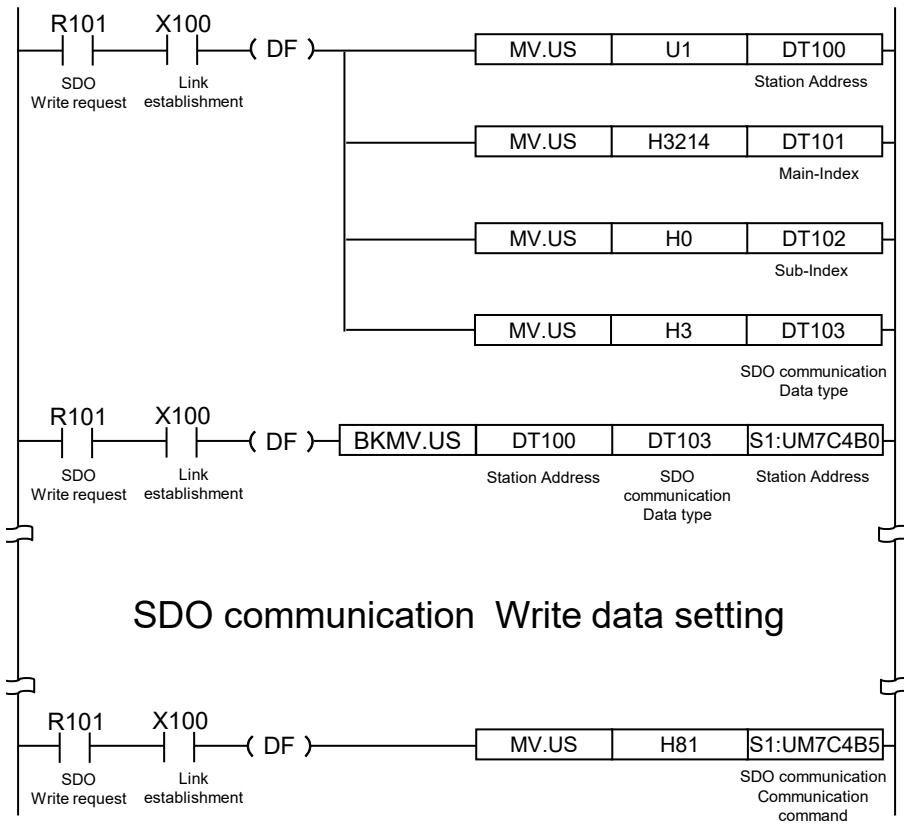 R101 X100
( DF ) MV.US U1 DT100
SDO Link Station Address
Write request establishment
MV.US H3214 DT101
Main-Index
MV.US H0 DT102
Sub-Index
MV.US H3 DT103
SDO communication
Data type
R101 X100
( DF ) BKMV.US DT100 DT103 S1:UM7C4B0
SDO Link Station Address SDO Station Address
Write request establishment communication
Data type
SDO communication Write data setting
R101 X100
( DF ) MV.US H81 S1:UM7C4B5
SDO Link SDO communication
Write request establishment Communication
command